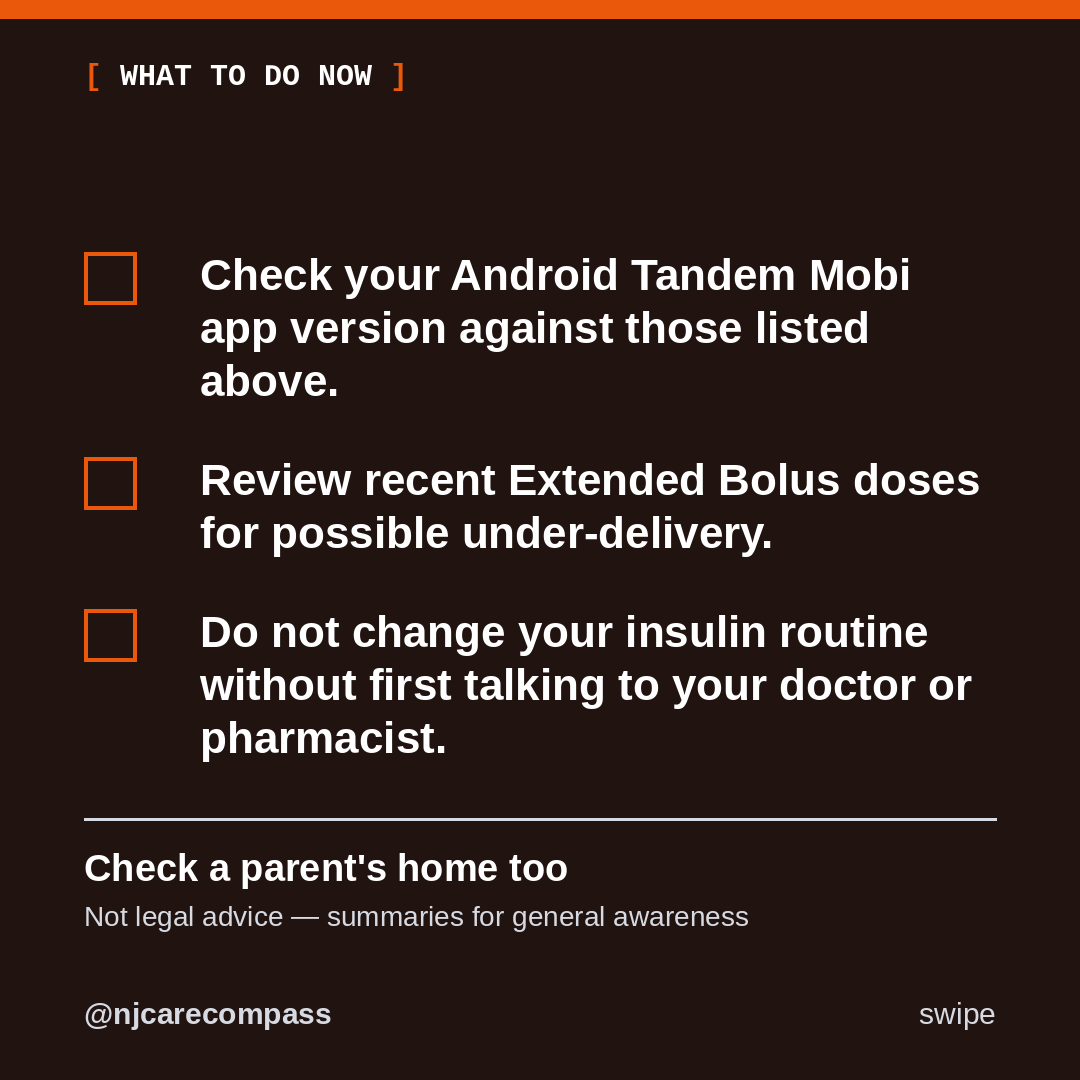 [ WHAT TO DO NOW ]
Check your Android Tandem Mobi
app version against those listed
above.
Review recent Extended Bolus doses
for possible under-delivery.
Do not change your insulin routine
without first talking to your doctor or
pharmacist.
Check a parent's home too
Not legal advice — summaries for general awareness
@njcarecompass
swipe